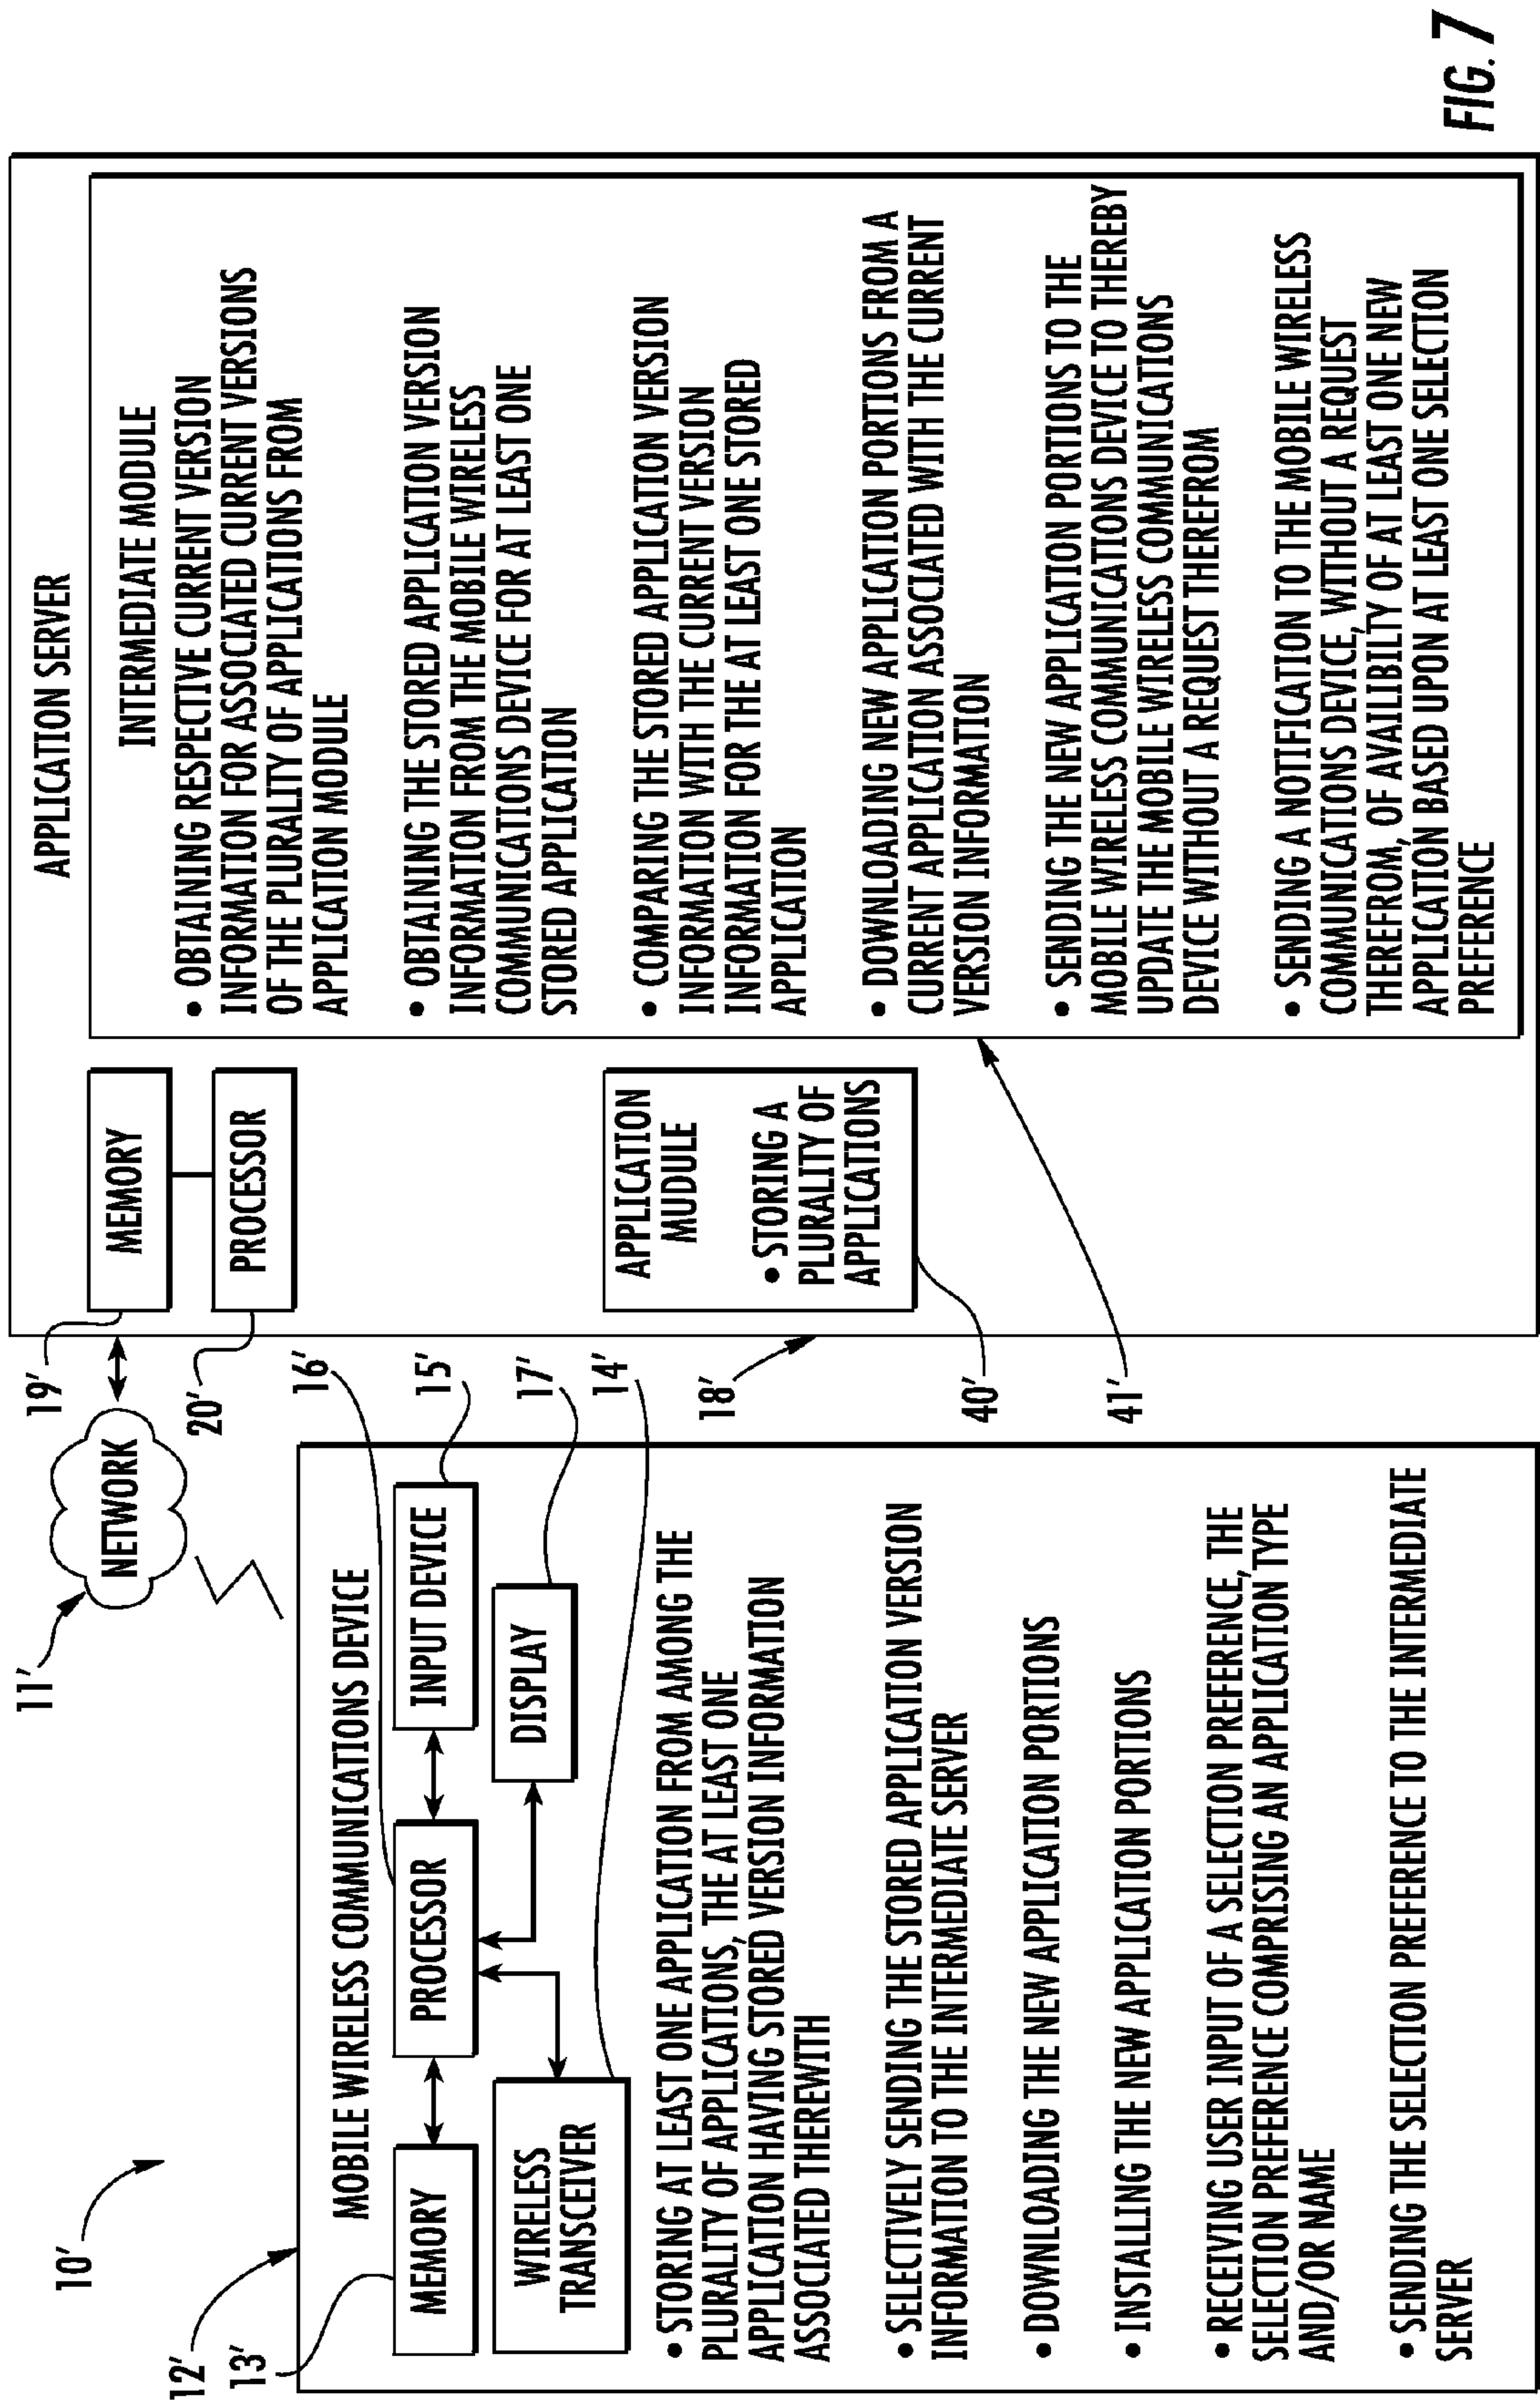 10'
11'
NETWORK
12'
MOBILE WIRELESS COMMUNICATIONS DEVICE
13'
MEMORY
PROCESSOR
16'
INPUT DEVICE
15'
WIRELESS
TRANSCEIVER
14'
DISPLAY
17'
• STORING AT LEAST ONE APPLICATION FROM AMONG THE
PLURALITY OF APPLICATIONS, THE AT LEAST ONE
APPLICATION HAVING STORED VERSION INFORMATION
ASSOCIATED THEREWITH
• SELECTIVELY SENDING THE STORED APPLICATION VERSION
INFORMATION TO THE INTERMEDIATE SERVER
• DOWNLOADING THE NEW APPLICATION PORTIONS
• INSTALLING THE NEW APPLICATION PORTIONS
• RECEIVING USER INPUT OF A SELECTION PREFERENCE, THE
SELECTION PREFERENCE COMPRISING AN APPLICATION TYPE
AND/OR NAME
• SENDING THE SELECTION PREFERENCE TO THE INTERMEDIATE
SERVER
APPLICATION SERVER
19'
MEMORY
20'
PROCESSOR
18'
APPLICATION
MUDULE
• STORING A
PLURALITY OF
APPLICATIONS
40'
41'
INTERMEDIATE MODULE
• OBTAINING RESPECTIVE CURRENT VERSION
INFORMATION FOR ASSOCIATED CURRENT VERSIONS
OF THE PLURALITY OF APPLICATIONS FROM
APPLICATION MODULE
• OBTAINING THE STORED APPLICATION VERSION
INFORMATION FROM THE MOBILE WIRELESS
COMMUNICATIONS DEVICE FOR AT LEAST ONE
STORED APPLICATION
• COMPARING THE STORED APPLICATION VERSION
INFORMATION WITH THE CURRENT VERSION
INFORMATION FOR THE AT LEAST ONE STORED
APPLICATION
• DOWNLOADING NEW APPLICATION PORTIONS FROM A
CURRENT APPLICATION ASSOCIATED WITH THE CURRENT
VERSION INFORMATION
• SENDING THE NEW APPLICATION PORTIONS TO THE
MOBILE WIRELESS COMMUNICATIONS DEVICE TO THEREBY
UPDATE THE MOBILE WIRELESS COMMUNICATIONS
DEVICE WITHOUT A REQUEST THEREFROM
• SENDING A NOTIFICATION TO THE MOBILE WIRELESS
COMMUNICATIONS DEVICE, WITHOUT A REQUEST
THEREFROM, OF AVAILIBILITY OF AT LEAST ONE NEW
APPLICATION BASED UPON AT LEAST ONE SELECTION
PREFERENCE
FIG. 7